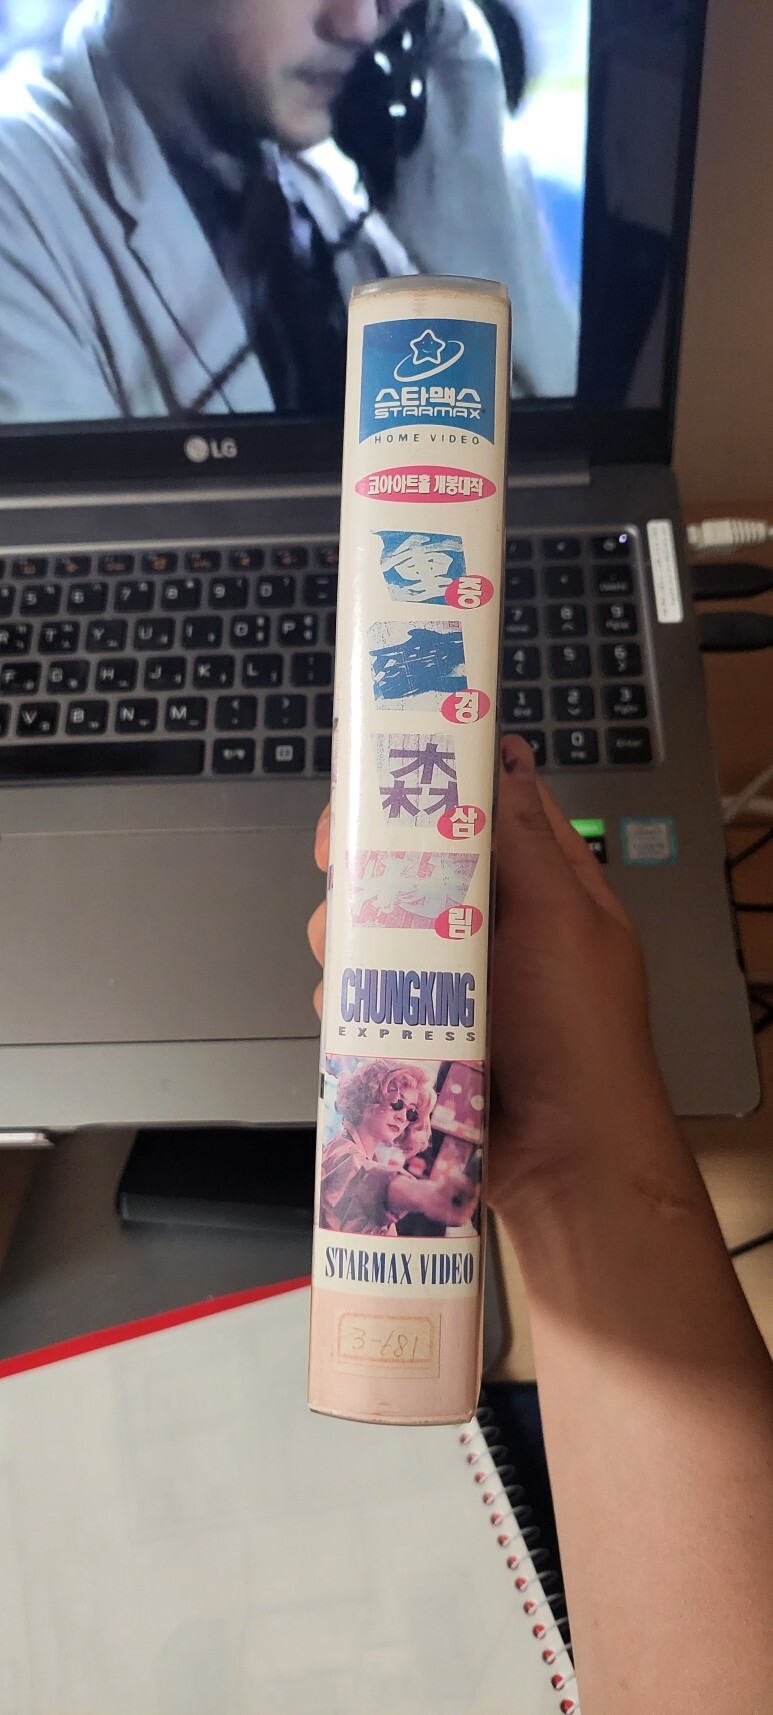 LG
스타맥스
STARMAX
HOME VIDEO
코아아트홀 개봉대작
重 중
慶 경
森 삼
林 림
CHUNGKING
EXPRESS
STARMAX VIDEO
3-681